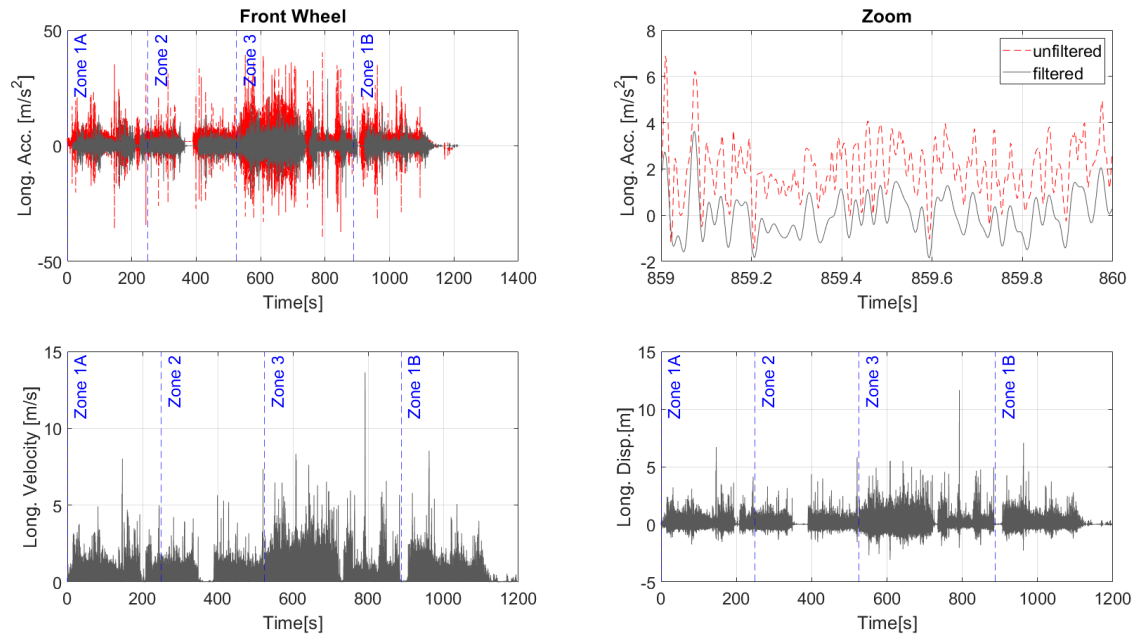 Front Wheel
50
0
-50
Long. Acc. [m/s²]
Zone 1A
Zone 2
Zone 3
Zone 1B
0 200 400 600 800 1000 1200 1400
Time[s]
Zoom
8
6
4
2
0
-2
Long. Acc. [m/s²]
unfiltered
filtered
859 859.2 859.4 859.6 859.8 860
Time[s]
15
10
5
0
Long. Velocity [m/s]
Zone 1A
Zone 2
Zone 3
Zone 1B
0 200 400 600 800 1000 1200
Time[s]
15
10
5
0
-5
Long. Disp.[m]
Zone 1A
Zone 2
Zone 3
Zone 1B
0 200 400 600 800 1000 1200
Time[s]